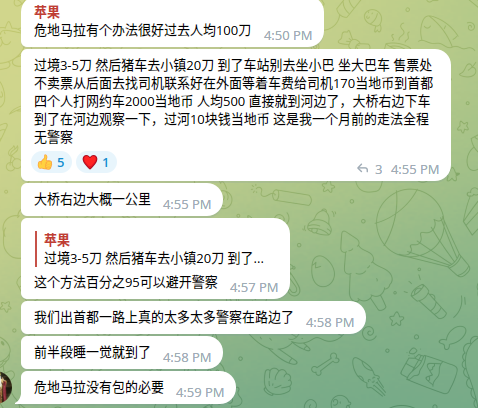 苹果
危地马拉有个办法很好过去人均100刀
4:50 PM
过境3-5刀 然后猪车去小镇20刀 到了车站别去坐小巴 坐大巴车 售票处
不卖票从后面去找司机联系好在外面等着车费给司机170当地币到首都
四个人打网约车2000当地币 人均500 直接就到河边了，大桥右边下车
到了在河边观察一下，过河10块钱当地币 这是我一个月前的走法全程
无警察
👍 5 ❤️ 1 3 4:55 PM
大桥右边大概一公里 4:55 PM
苹果
过境3-5刀 然后猪车去小镇20刀 到了...
这个方法百分之95可以避开警察 4:57 PM
我们出首都一路上真的太多太多警察在路边了 4:58 PM
前半段睡一觉就到了 4:58 PM
危地马拉没有包的必要 4:59 PM